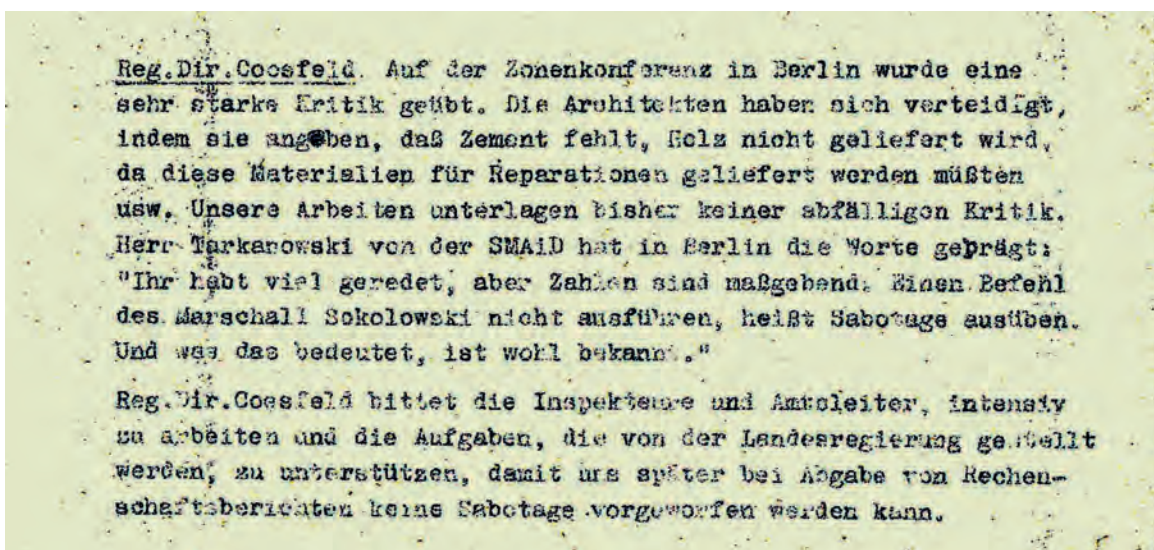 Reg.Dir.Coesfeld. Auf der Zonenkonferenz in Berlin wurde eine
sehr starke Kritik geübt. Die Architekten haben sich verteidigt,
indem sie angeben, daß Zement fehlt, Holz nicht geliefert wird,
da diese Materialien für Reparationen geliefert werden müßten
usw. Unsere Arbeiten unterlagen bisher keiner abfälligen Kritik.
Herr Tarkanowski von der SMAiD hat in Berlin die Worte geprägt:
"Ihr habt viel geredet, aber Zahlen sind maßgebend. Einen Befehl
des Marschall Sokolowski nicht ausführen, heißt Sabotage ausüben.
Und was das bedeutet, ist wohl bekannt."
Reg.Dir.Coesfeld bittet die Inspekteure und Amtsleiter, intensiv
zu arbeiten und die Aufgaben, die von der Landesregierung gestellt
werden, zu unterstützen, damit uns später bei Abgabe von Rechen-
schaftsberichten keine Sabotage vorgeworfen werden kann.